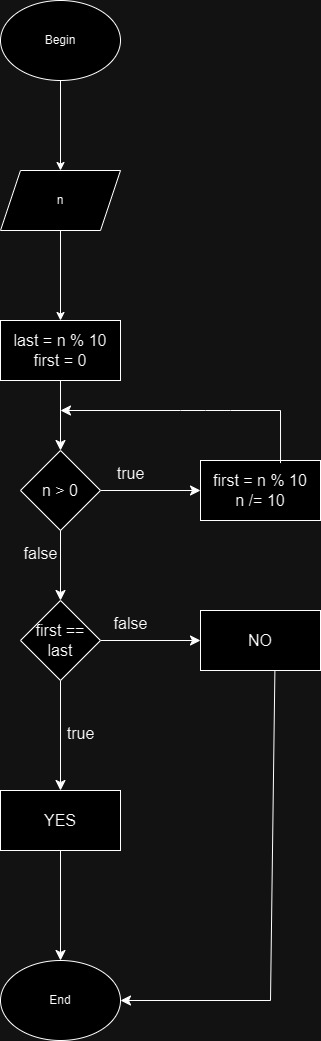 Begin
n
last = n % 10
first = 0
n > 0
true
first = n % 10
n /= 10
false
first ==
last
false
NO
true
YES
End